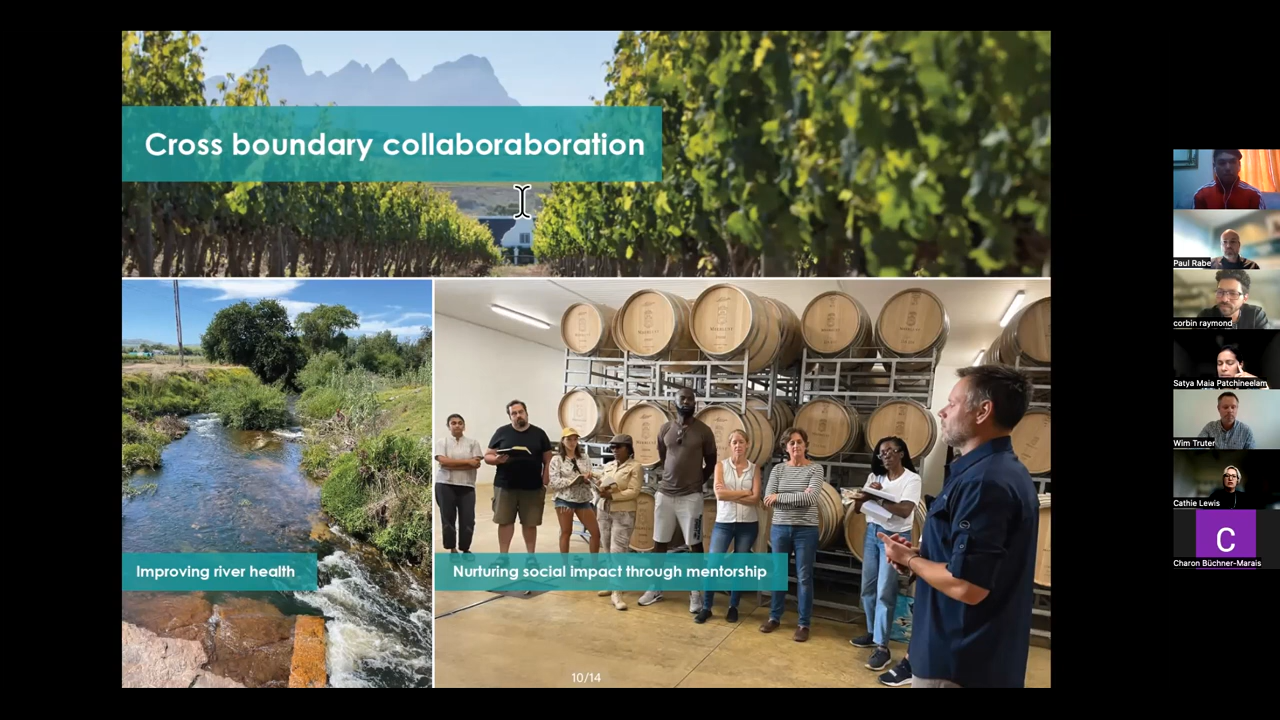 Cross boundary collaboraboration
Improving river health
Nurturing social impact through mentorship
10/14
Paul Rabe
corbin raymond
Satya Maia Patchineelam
Wim Truter
Cathie Lewis
C
Charon Büchner-Marais